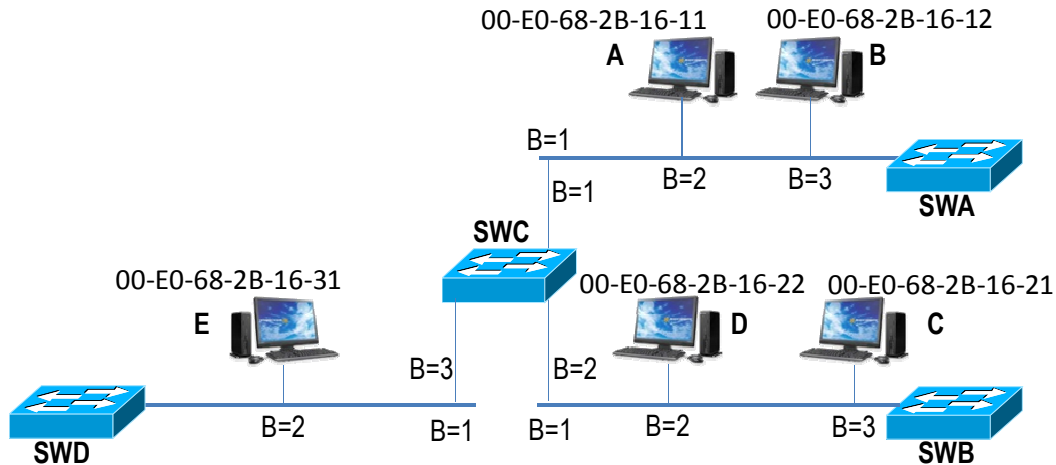 00-E0-68-2B-16-11 00-E0-68-2B-16-12
A B
B=1
B=2 B=3
B=1
SWA
SWC
00-E0-68-2B-16-31 00-E0-68-2B-16-22 00-E0-68-2B-16-21
E D C
B=3 B=2
B=2 B=1 B=1 B=2 B=3
SWD SWB